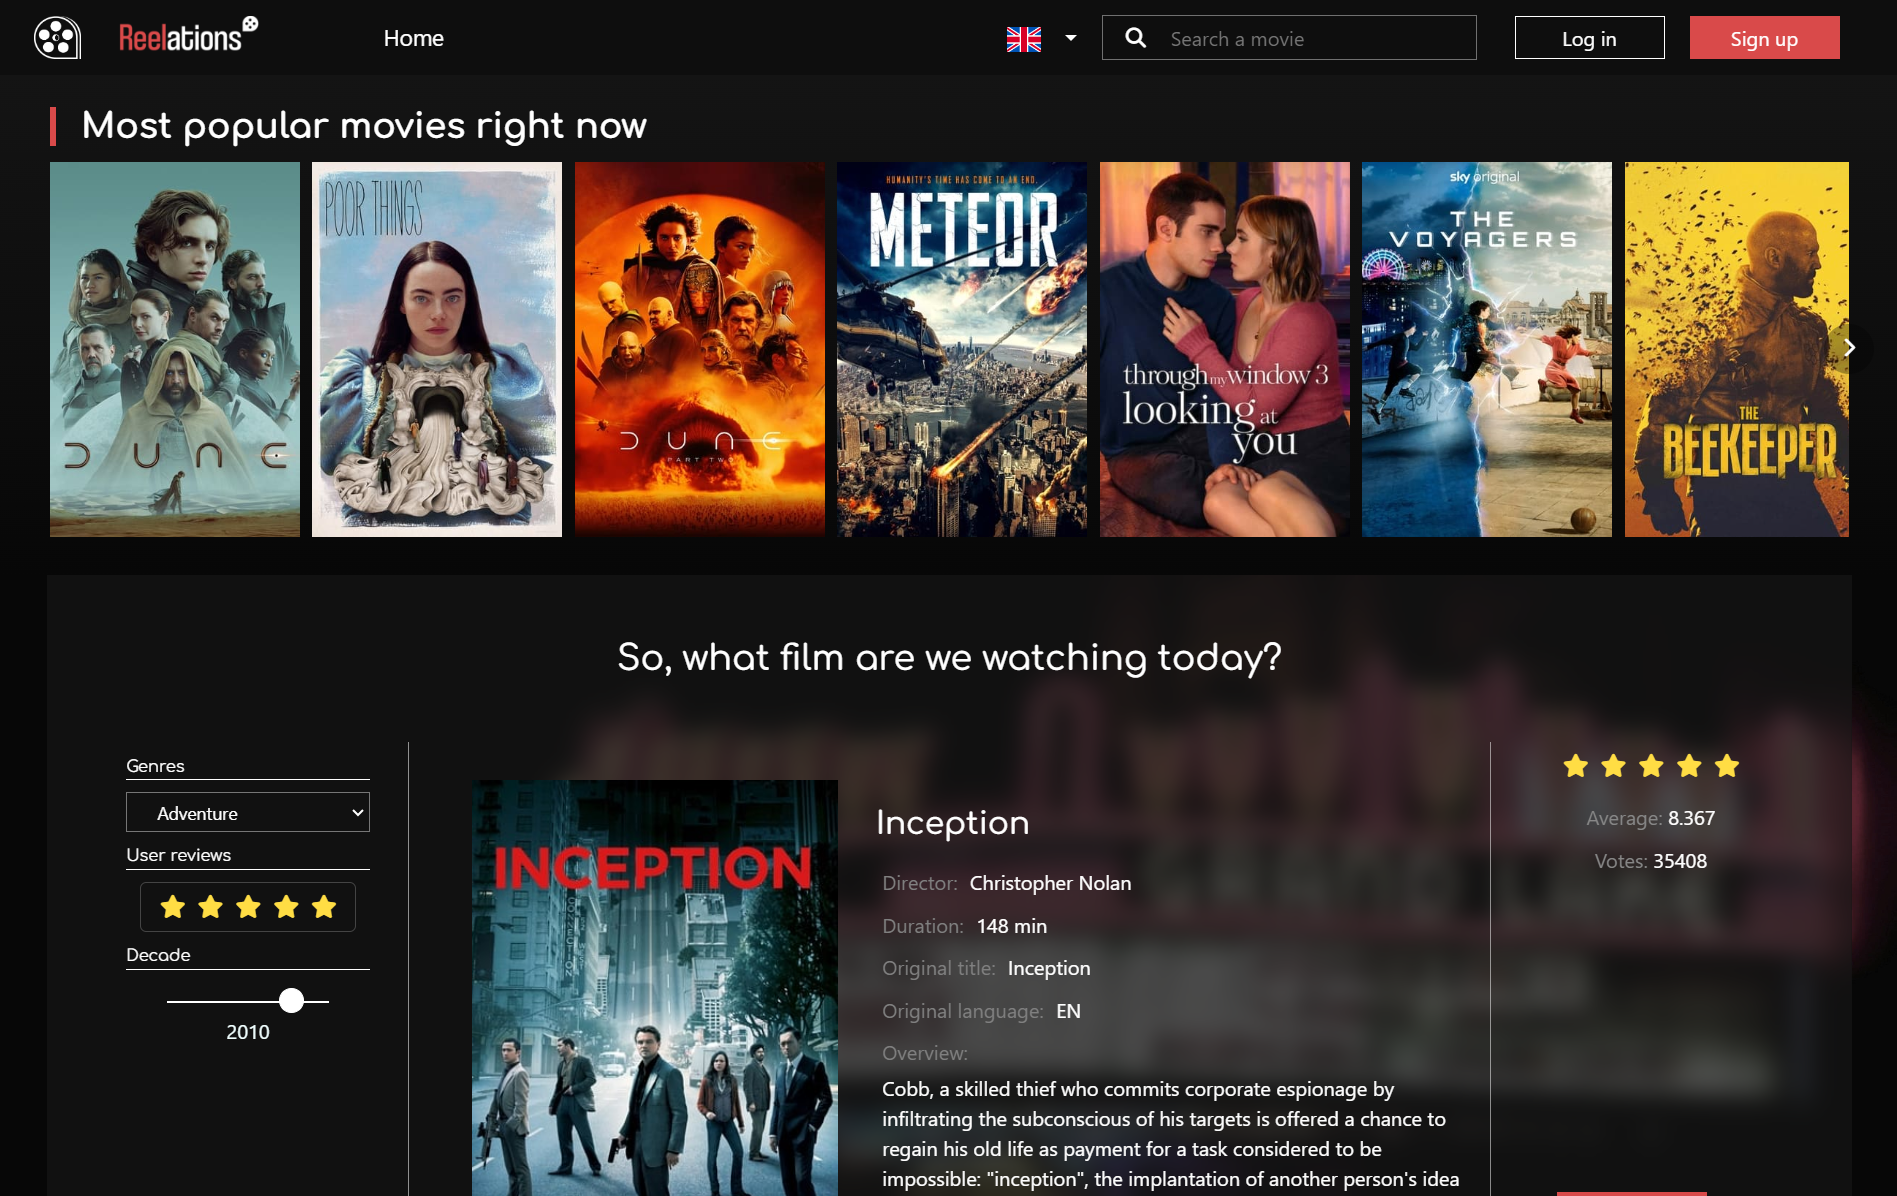 Reelations
Home
Search a movie
Log in
Sign up
Most popular movies right now
DUNE
POOR THINGS
DUNE
PART TWO
HUMANITY'S TIME HAS COME TO AN END.
METEOR
through my window 3
looking at
you
sky original
THE
VOYAGERS
THE
BEEKEEPER
So, what film are we watching today?
Genres
Adventure
User reviews
Decade
2010
INCEPTION
Inception
Director: Christopher Nolan
Duration: 148 min
Original title: Inception
Original language: EN
Overview:
Cobb, a skilled thief who commits corporate espionage by
infiltrating the subconscious of his targets is offered a chance to
regain his old life as payment for a task considered to be
impossible: "inception", the implantation of another person's idea
Average: 8.367
Votes: 35408